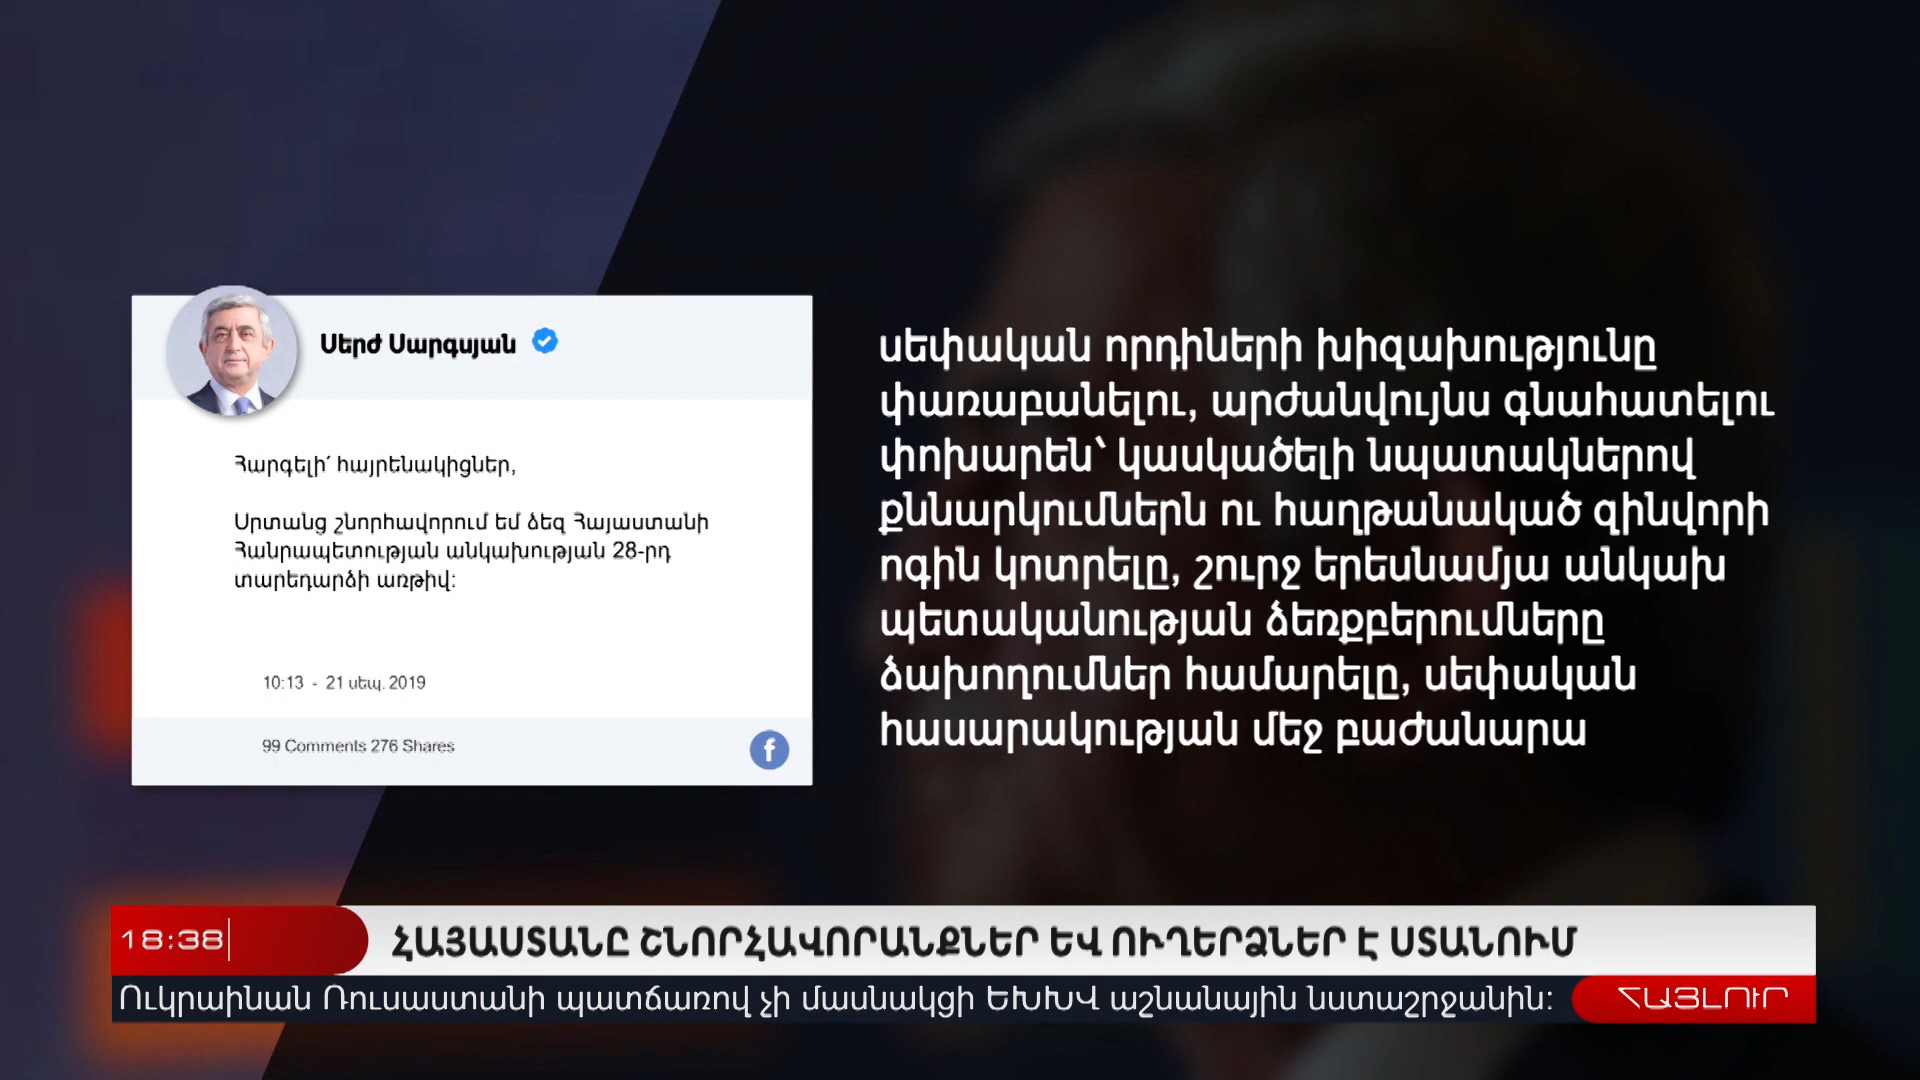 Սերժ Սարգսյան
Հարգելի՛ հայրենակիցներ,
Սրտանց շնորհավորում եմ ձեզ Հայաստանի
Հանրապետության անկախության 28-րդ
տարեդարձի առթիվ:
10:13 - 21 սեպ. 2019
99 Comments 276 Shares
f
սեփական որդիների խիզախությունը
փառաբանելու, արժանվույնս գնահատելու
փոխարեն՝ կասկածելի նպատակներով
քննարկումներն ու հաղթանակած զինվորի
ոգին կոտրելը, շուրջ երեսնամյա անկախ
պետականության ձեռքբերումները
ձախողումներ համարելը, սեփական
հասարակության մեջ բաժանարա
18:38
ՀԱՅԱՍՏԱՆԸ ՇՆՈՐՀԱՎՈՐԱՆՔՆԵՐ ԵՎ ՈՒՂԵՐՁՆԵՐ Է ՍՏԱՆՈՒՄ
Ուկրաինան Ռուսաստանի պատճառով չի մասնակցի ԵԽԽՎ աշնանային նստաշրջանին:
ՀԱՅԼՈՒՐ